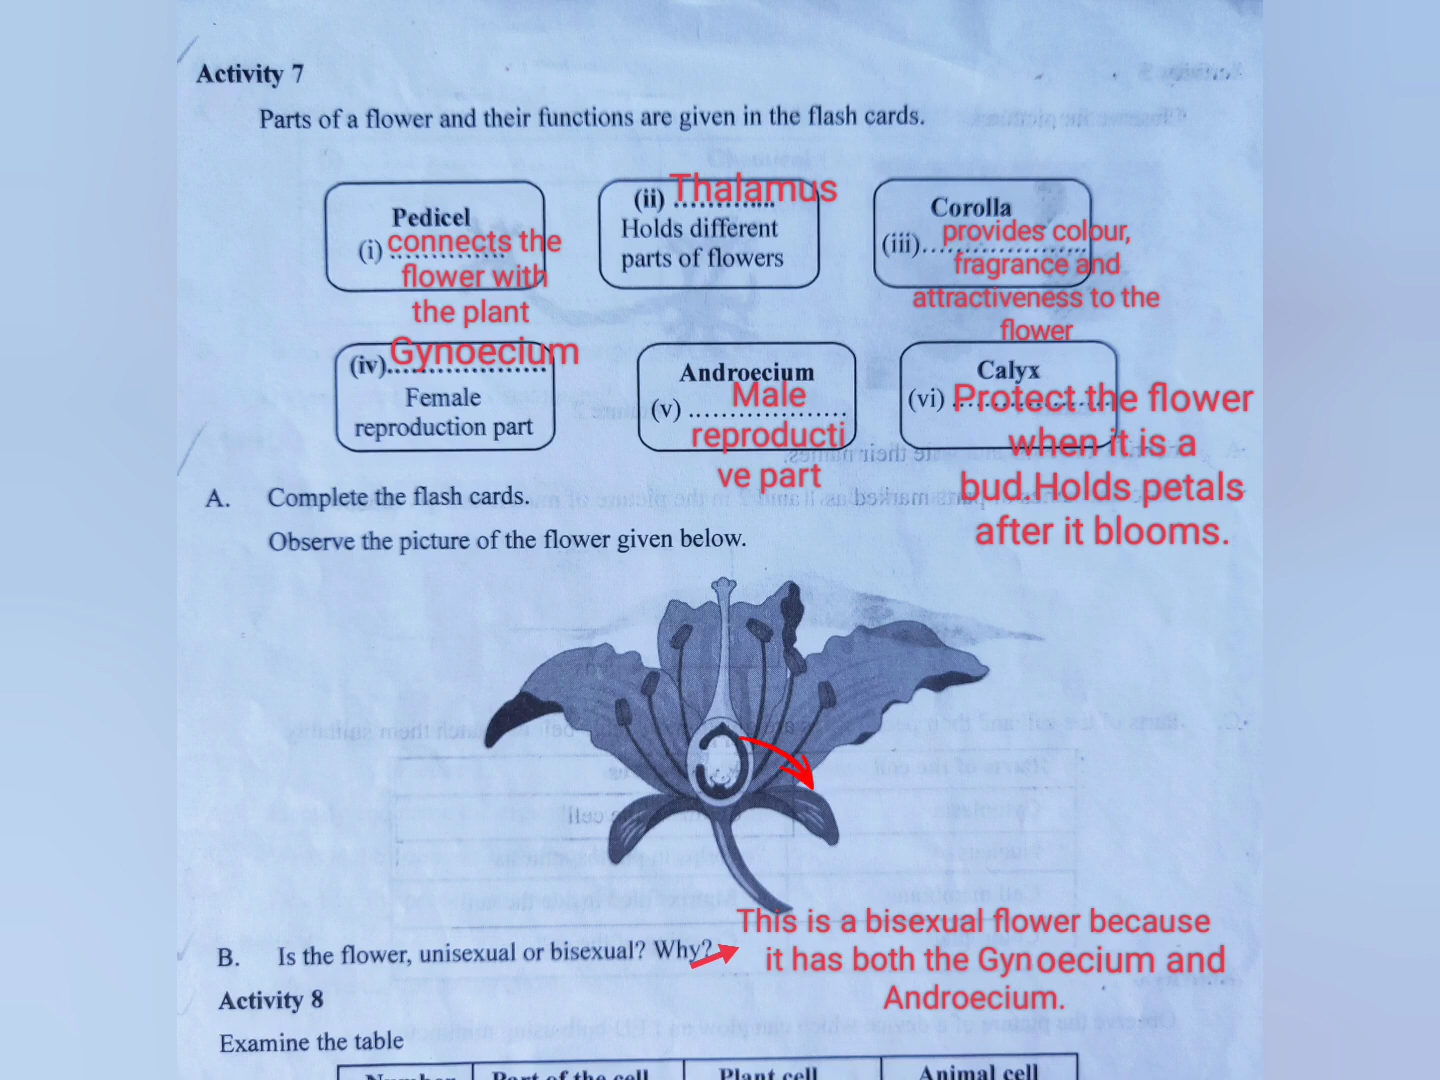 Activity 7
Parts of a flower and their functions are given in the flash cards.
Pedicel
(i) connects the
flower with
the plant
(ii) Thalamus
Holds different
parts of flowers
Corolla
(iii) provides colour,
fragrance and
attractiveness to the
flower
(iv) Gynoecium
Female
reproduction part
Androecium
(v) Male
reproducti
ve part
Calyx
(vi) Protect the flower
when it is a
bud.Holds petals
after it blooms.
A. Complete the flash cards.
Observe the picture of the flower given below.
B. Is the flower, unisexual or bisexual? Why?
This is a bisexual flower because
it has both the Gynoecium and
Androecium.
Activity 8
Examine the table
Number Part of the cell Plant cell Animal cell